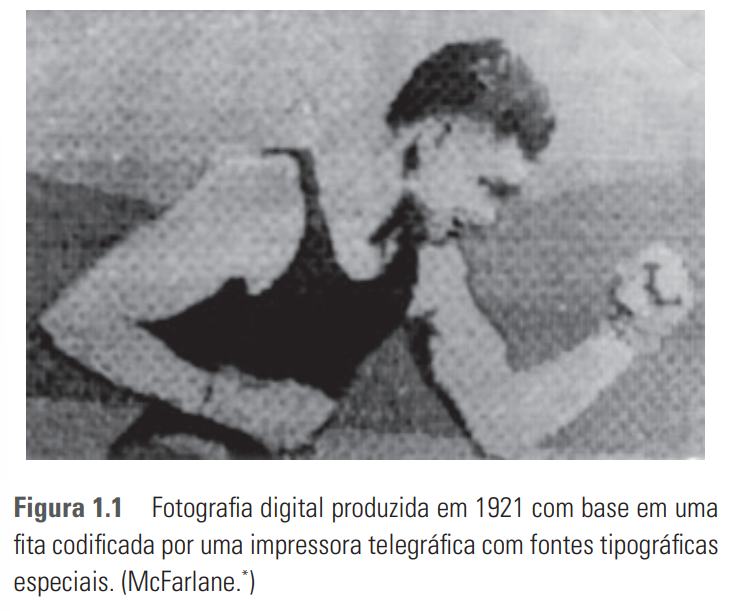 Figura 1.1 Fotografia digital produzida em 1921 com base em uma
fita codificada por uma impressora telegráfica com fontes tipográficas
especiais. (McFarlane.*)